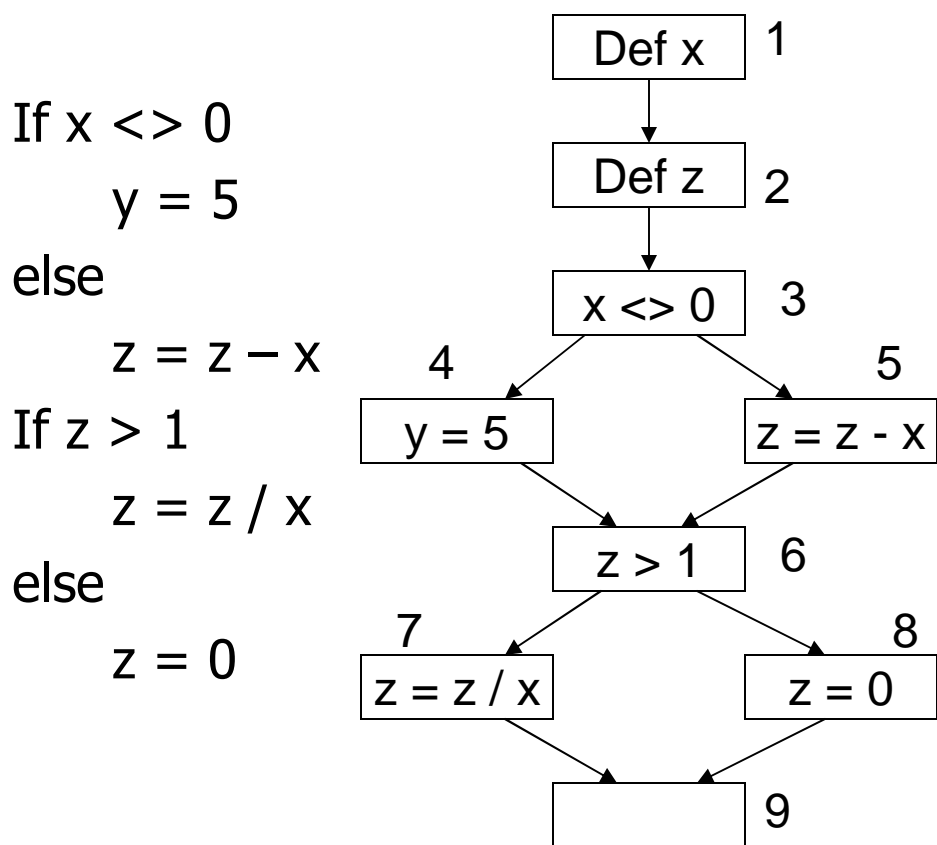 If x <> 0
y = 5
else
z = z – x
If z > 1
z = z / x
else
z = 0
Def x 1
Def z 2
x <> 0 3
4 5
y = 5 z = z - x
z > 1 6
7 8
z = z / x z = 0
9